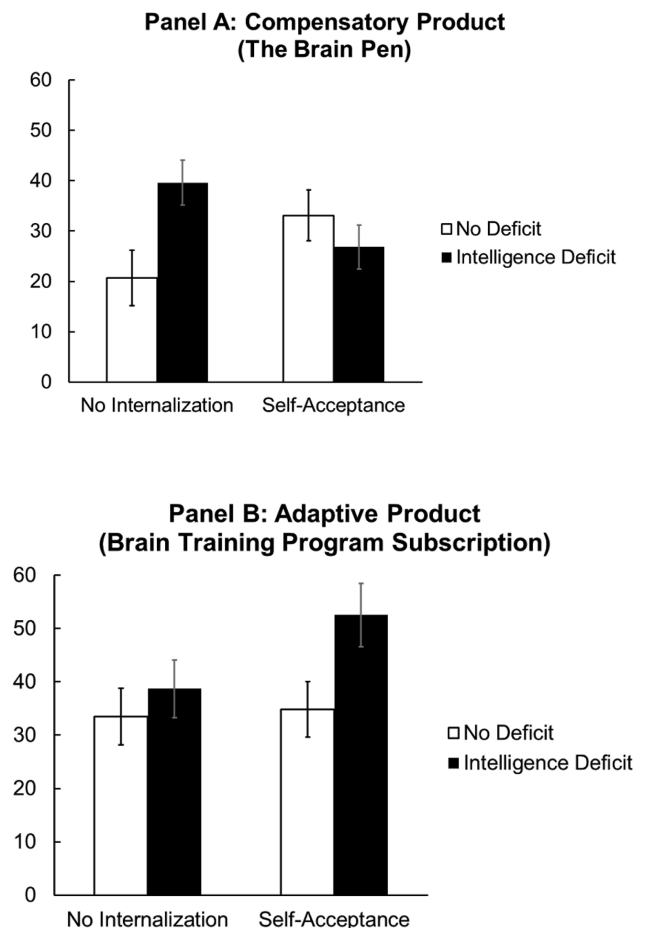 Panel A: Compensatory Product
(The Brain Pen)
60
50
40
30
20
10
0
No Internalization
Self-Acceptance
No Deficit
Intelligence Deficit
Panel B: Adaptive Product
(Brain Training Program Subscription)
60
50
40
30
20
10
0
No Internalization
Self-Acceptance
No Deficit
Intelligence Deficit